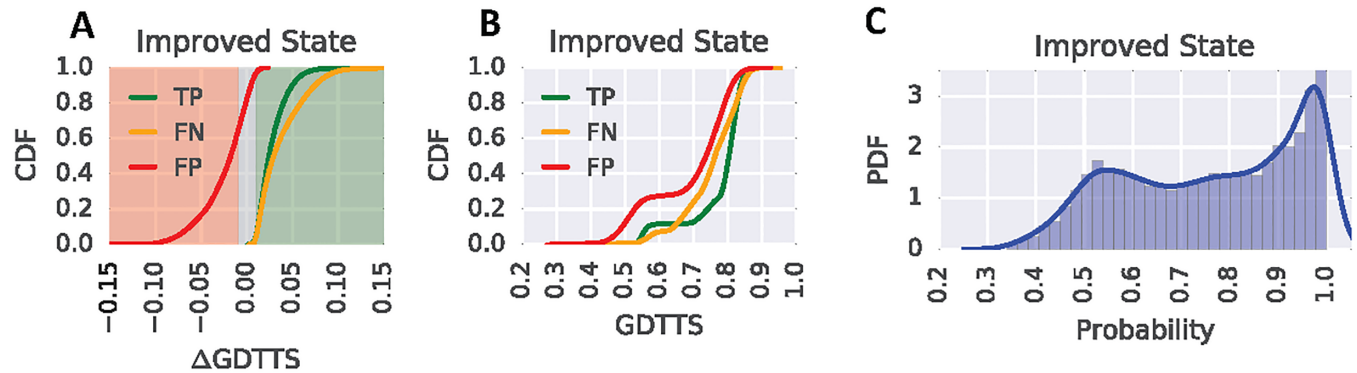 A
Improved State
CDF
1.0
0.8
0.6
0.4
0.2
0.0
TP
FN
FP
−0.15
−0.10
−0.05
0.00
0.05
0.10
0.15
ΔGDTTS
B
Improved State
CDF
1.0
0.8
0.6
0.4
0.2
0.0
TP
FN
FP
0.2
0.3
0.4
0.5
0.6
0.7
0.8
0.9
1.0
GDTTS
C
Improved State
PDF
3
2
1
0
0.2
0.3
0.4
0.5
0.6
0.7
0.8
0.9
1.0
Probability